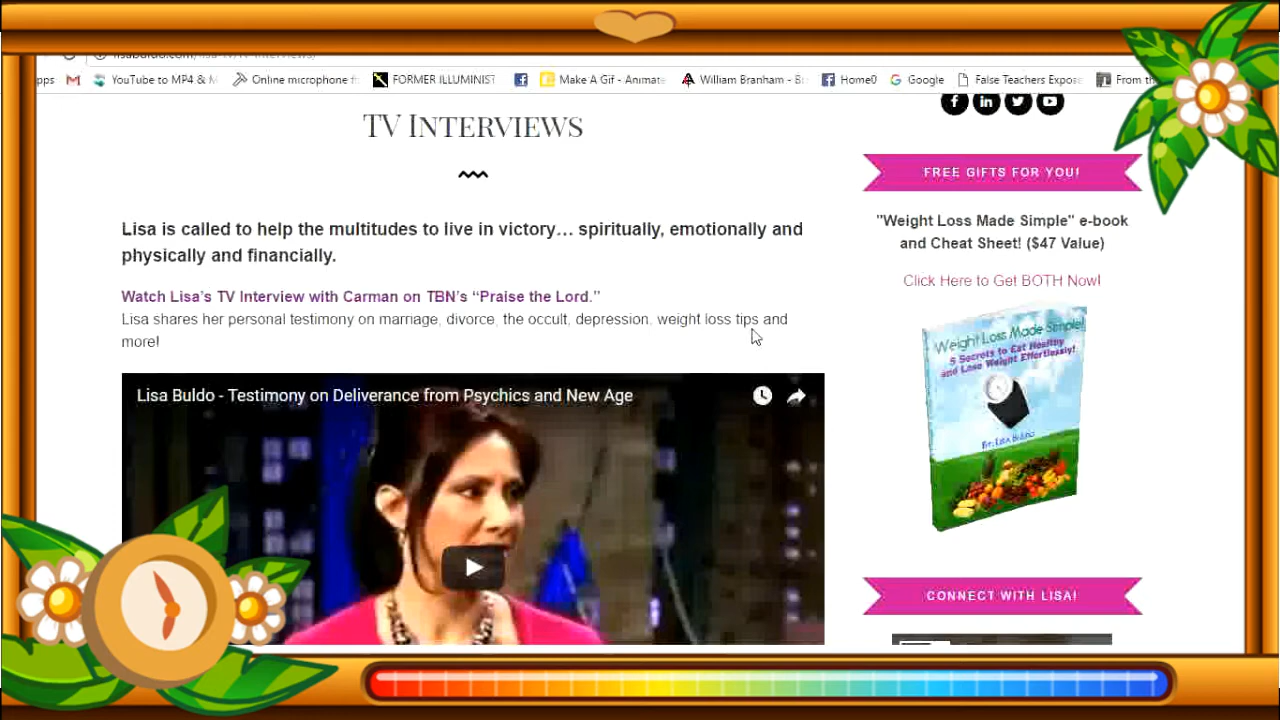 YouTube to MP4 & M
Online microphone f
FORMER ILLUMINIST
Make A Gif - Animate
William Branham - B
Home0
Google
False Teachers Expos
From th
TV INTERVIEWS
Lisa is called to help the multitudes to live in victory… spiritually, emotionally and
physically and financially.
Watch Lisa's TV Interview with Carman on TBN's “Praise the Lord.”
Lisa shares her personal testimony on marriage, divorce, the occult, depression, weight loss tips and
more!
Lisa Buldo - Testimony on Deliverance from Psychics and New Age
FREE GIFTS FOR YOU!
"Weight Loss Made Simple" e-book
and Cheat Sheet! ($47 Value)
Click Here to Get BOTH Now!
Weight Loss Made Simple!
5 Secrets to Eat Healthy
and Lose Weight Effortlessly!
By: Lisa Buldo
CONNECT WITH LISA!